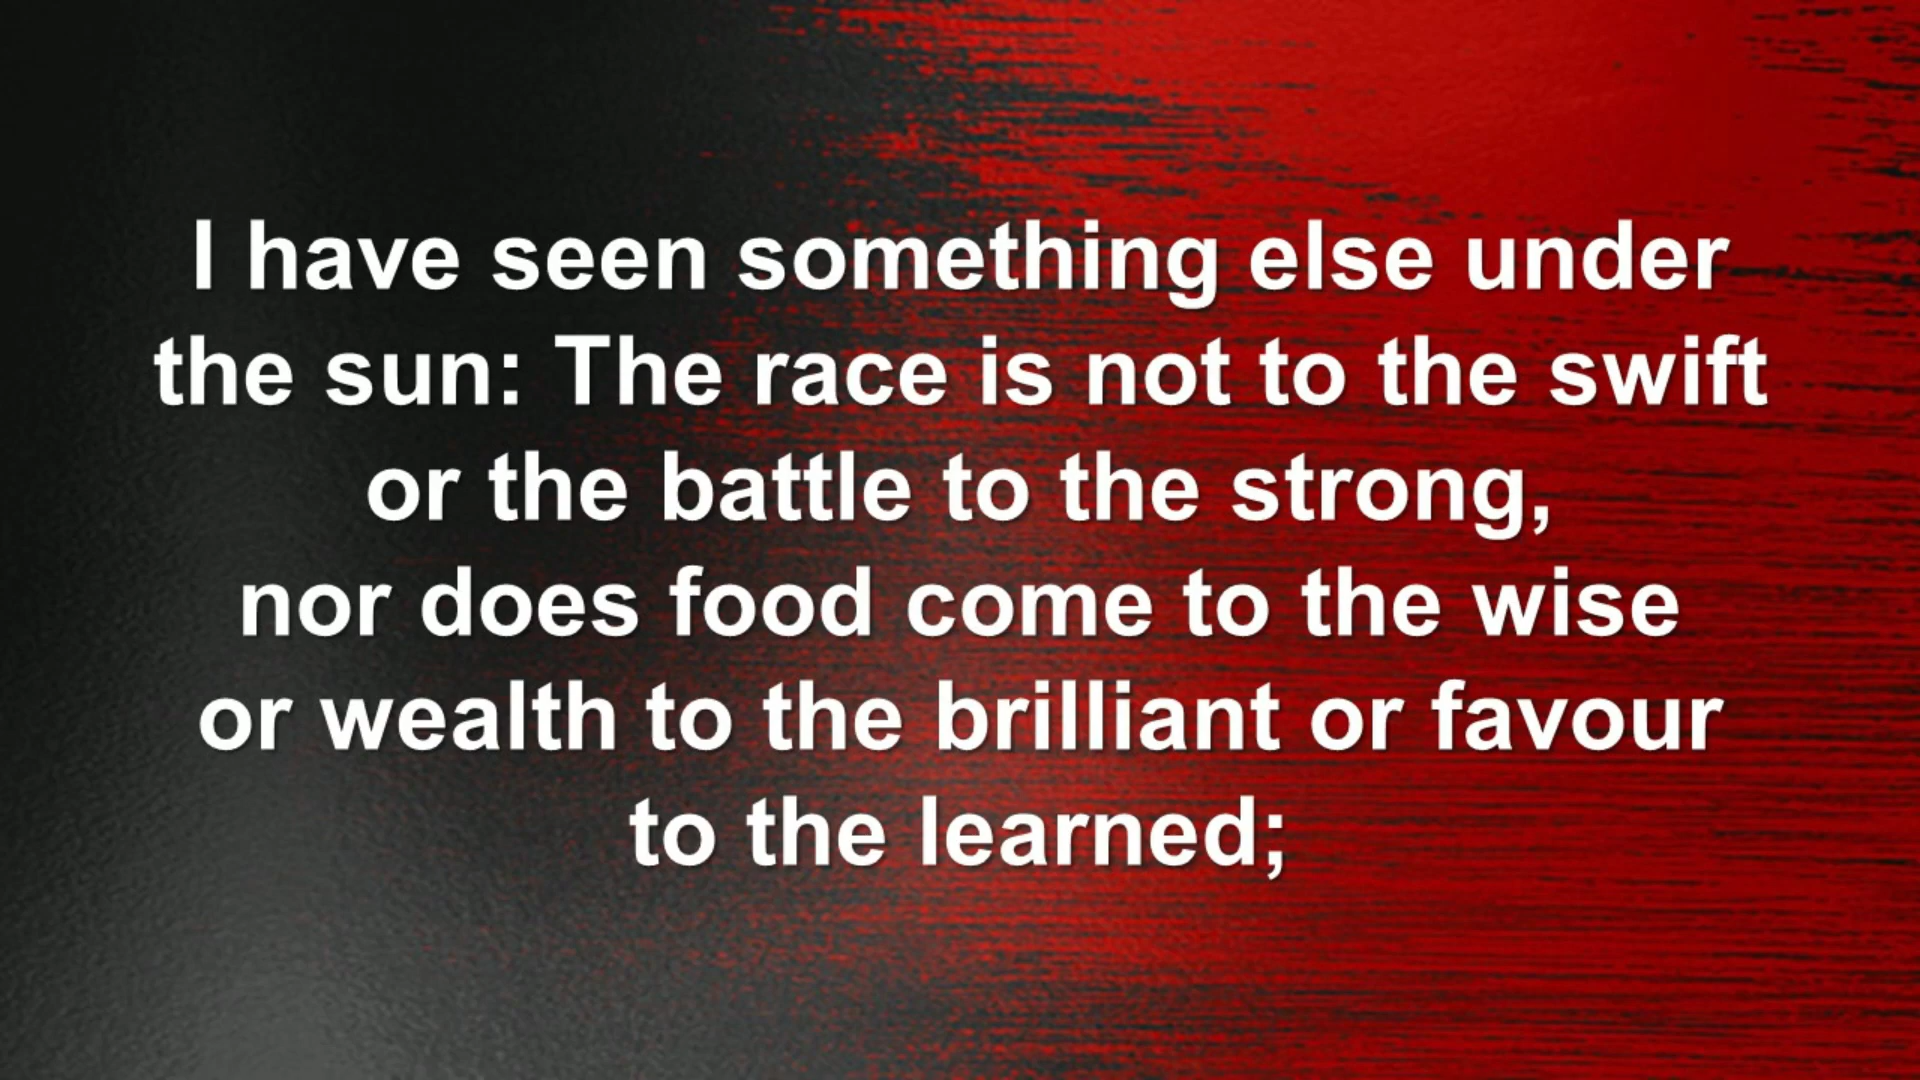 I have seen something else under
the sun: The race is not to the swift
or the battle to the strong,
nor does food come to the wise
or wealth to the brilliant or favour
to the learned;